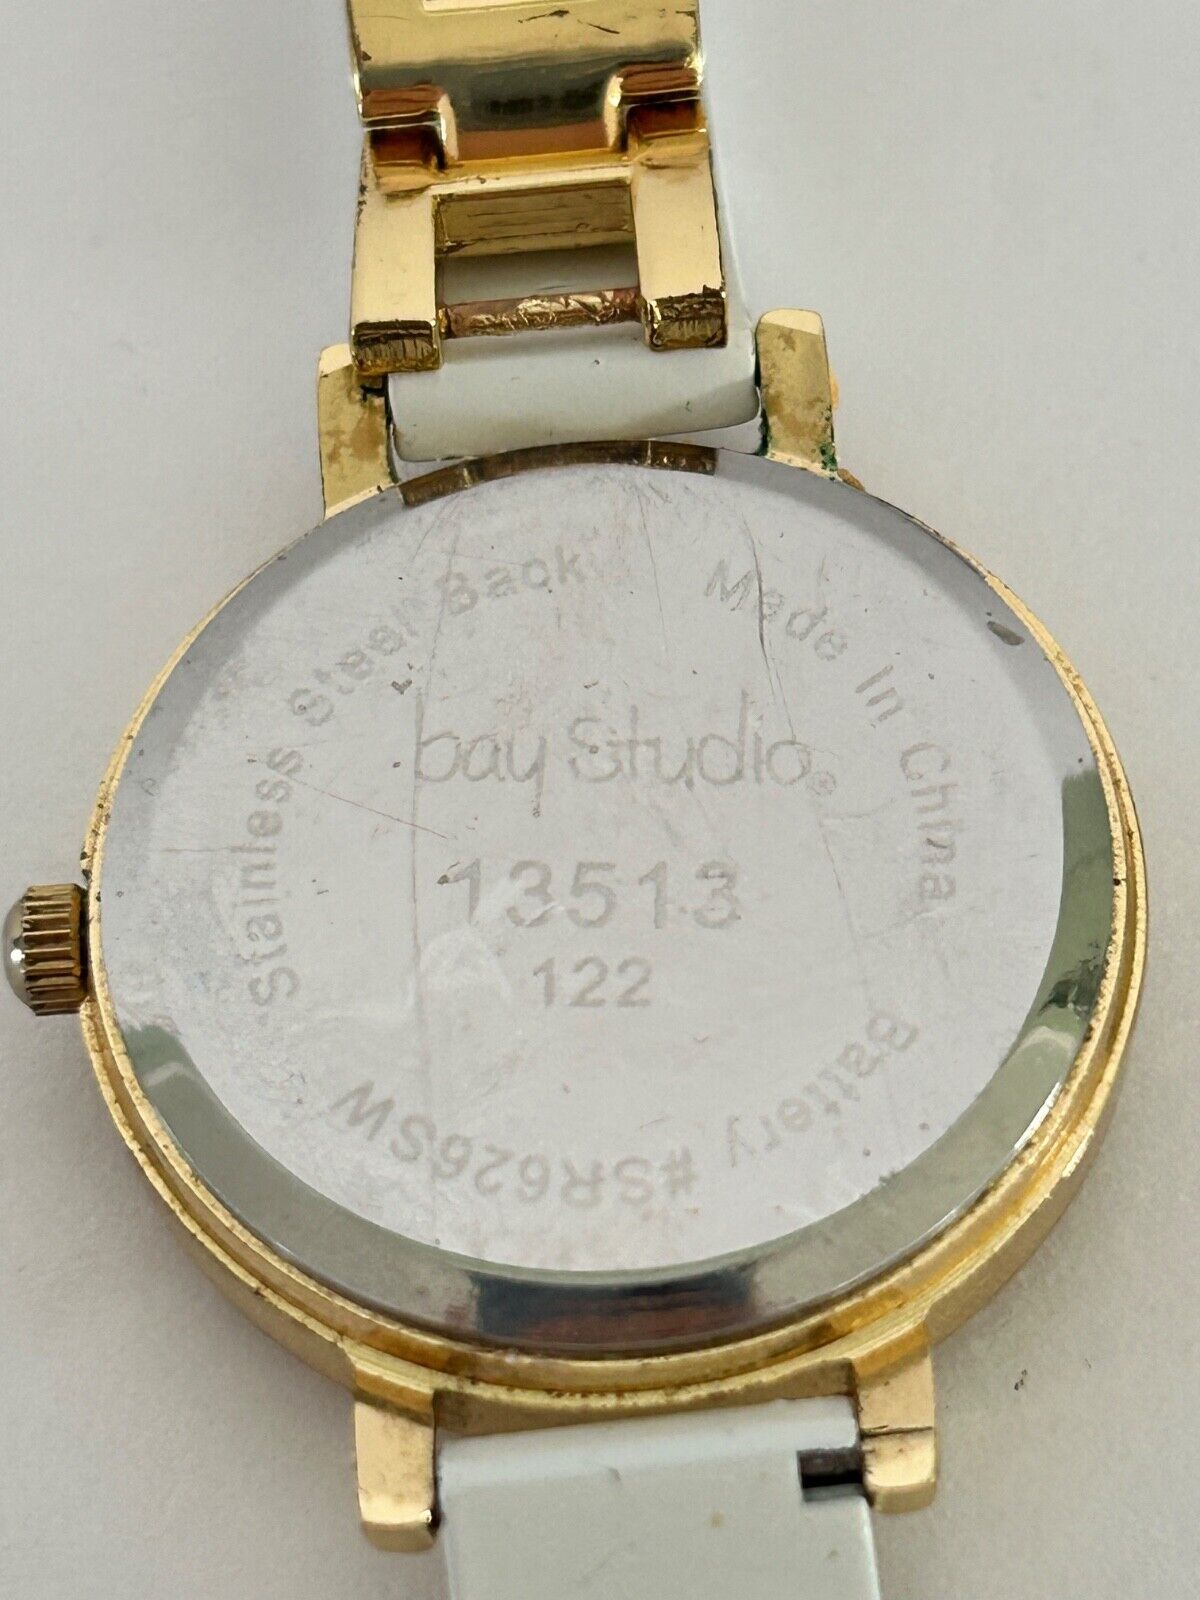 Stainless Steel Back
Made In China
bay Studio®
13513
122
Battery #SR626SW